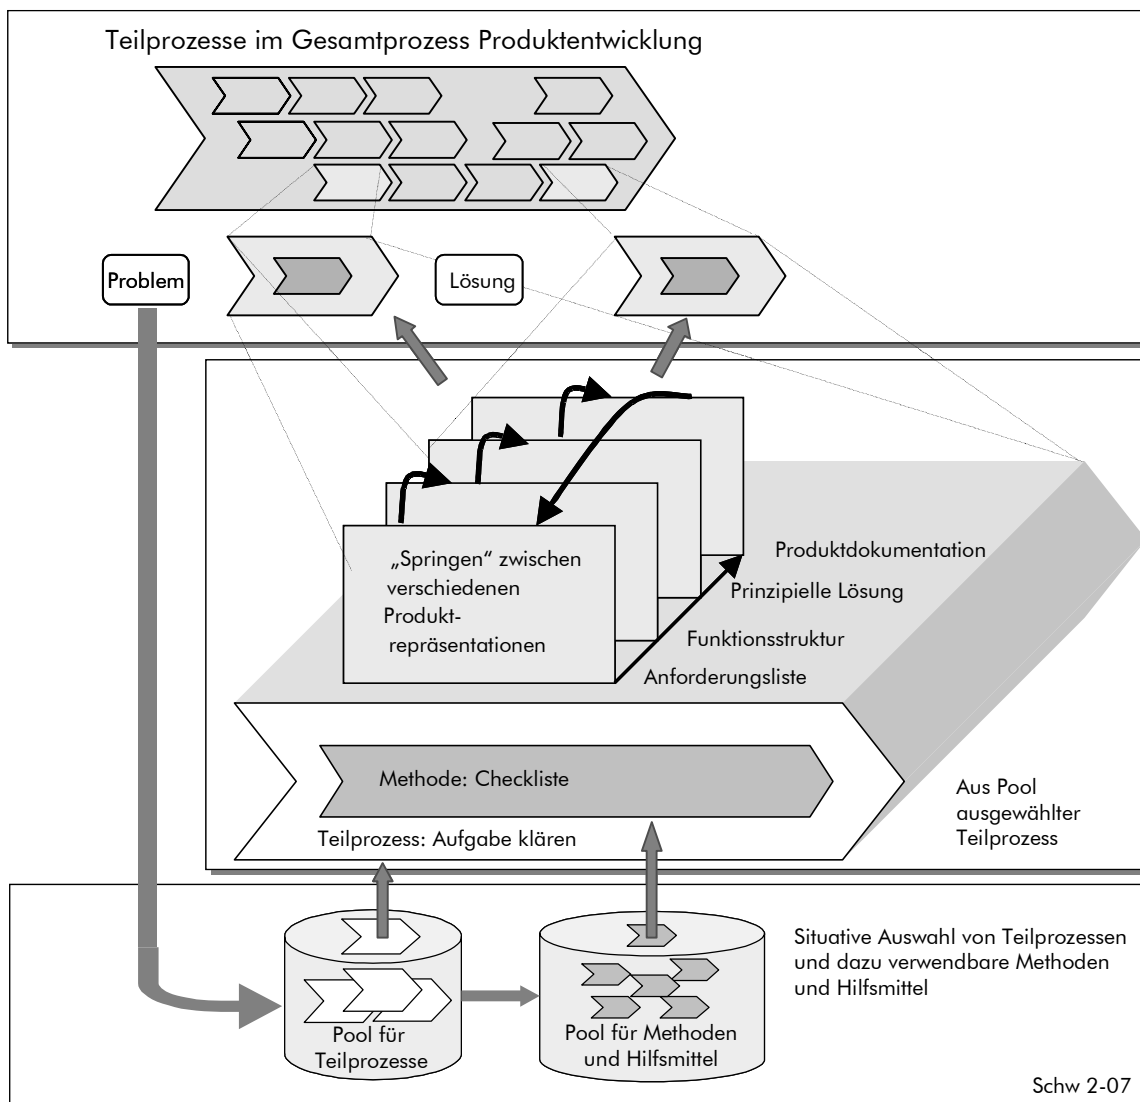 Teilprozesse im Gesamtprozess Produktentwicklung
Problem
Lösung
„Springen“ zwischen
verschiedenen
Produkt-
repräsentationen
Produktdokumentation
Prinzipielle Lösung
Funktionsstruktur
Anforderungsliste
Methode: Checkliste
Teilprozess: Aufgabe klären
Aus Pool
ausgewählter
Teilprozess
Pool für
Teilprozesse
Pool für Methoden
und Hilfsmittel
Situative Auswahl von Teilprozessen
und dazu verwendbare Methoden
und Hilfsmittel
Schw 2-07